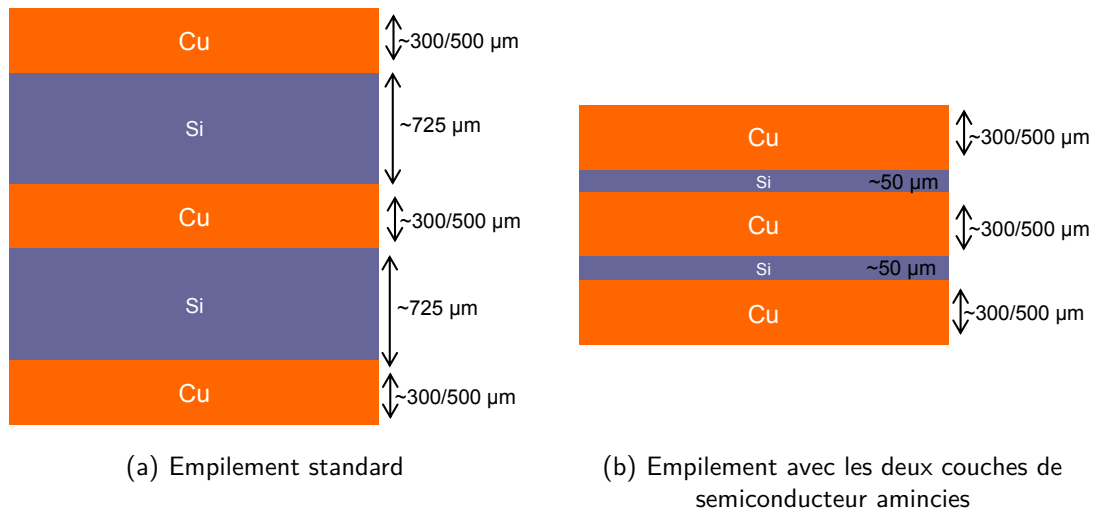 Cu
~300/500 µm
Si
~725 µm
Cu
~300/500 µm
Si
~725 µm
Cu
~300/500 µm
(a) Empilement standard
Cu
~300/500 µm
Si
~50 µm
Cu
~300/500 µm
Si
~50 µm
Cu
~300/500 µm
(b) Empilement avec les deux couches de
semiconducteur amincies